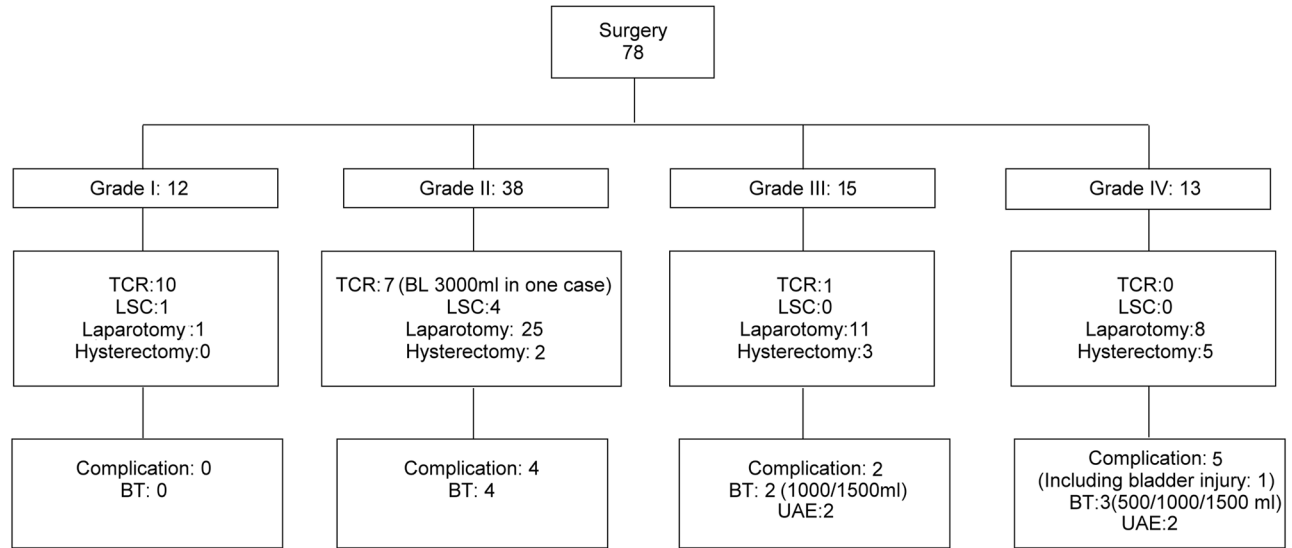 Surgery
78
Grade I: 12
Grade II: 38
Grade III: 15
Grade IV: 13
TCR:10
LSC:1
Laparotomy:1
Hysterectomy:0
TCR:7 (BL 3000ml in one case)
LSC:4
Laparotomy: 25
Hysterectomy: 2
TCR:1
LSC:0
Laparotomy:11
Hysterectomy:3
TCR:0
LSC:0
Laparotomy:8
Hysterectomy:5
Complication: 0
BT: 0
Complication: 4
BT: 4
Complication: 2
BT: 2 (1000/1500ml)
UAE:2
Complication: 5
(Including bladder injury: 1)
BT:3(500/1000/1500 ml)
UAE:2